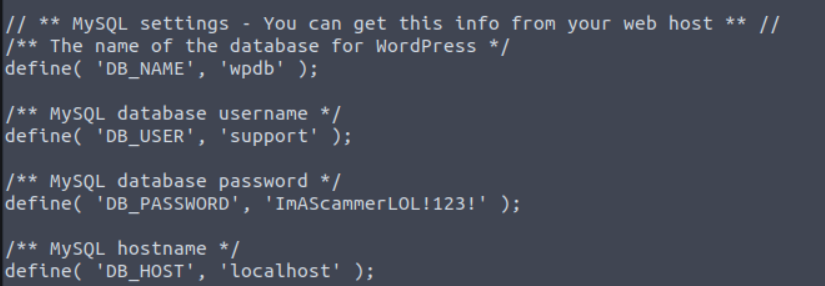 // ** MySQL settings - You can get this info from your web host ** //
/** The name of the database for WordPress */
define( 'DB_NAME', 'wpdb' );
/** MySQL database username */
define( 'DB_USER', 'support' );
/** MySQL database password */
define( 'DB_PASSWORD', 'ImAScammerLOL!123!' );
/** MySQL hostname */
define( 'DB_HOST', 'localhost' );